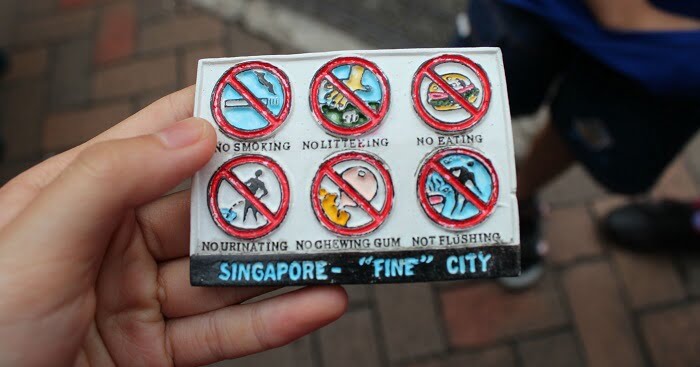 NO SMOKING NO LITTERING NO EATING
NO URINATING NO CHEWING GUM NOT FLUSHING
SINGAPORE - "FINE" CITY